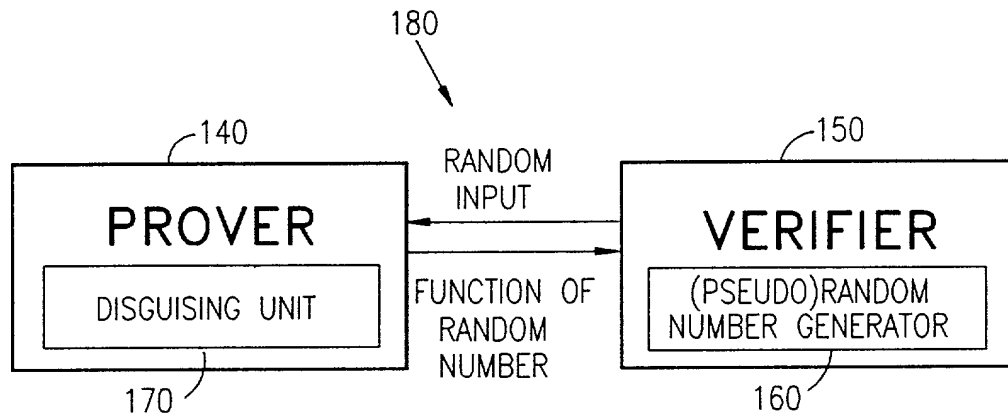 180
140
150
RANDOM
INPUT
PROVER
VERIFIER
DISGUISING UNIT
FUNCTION OF
RANDOM
NUMBER
(PSEUDO)RANDOM
NUMBER GENERATOR
170
160